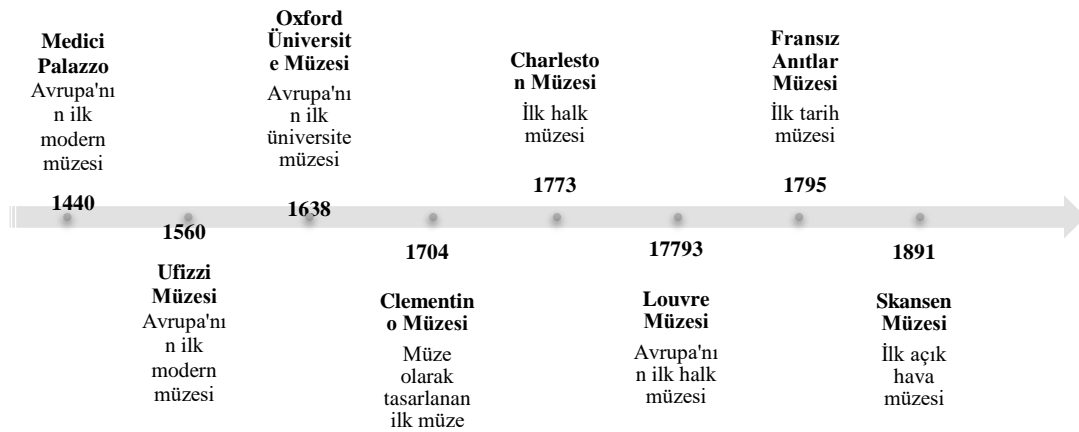 Medici
Palazzo
Avrupa'nı
n ilk
modern
müzesi
1440
1560
Ufizzi
Müzesi
Avrupa'nı
n ilk
modern
müzesi
Oxford
Üniversit
e Müzesi
Avrupa'nı
n ilk
üniversite
müzesi
1638
1704
Clementin
o Müzesi
Müze
olarak
tasarlanan
ilk müze
Charlesto
n Müzesi
İlk halk
müzesi
1773
17793
Louvre
Müzesi
Avrupa'nı
n ilk halk
müzesi
Fransız
Anıtlar
Müzesi
İlk tarih
müzesi
1795
1891
Skansen
Müzesi
İlk açık
hava
müzesi